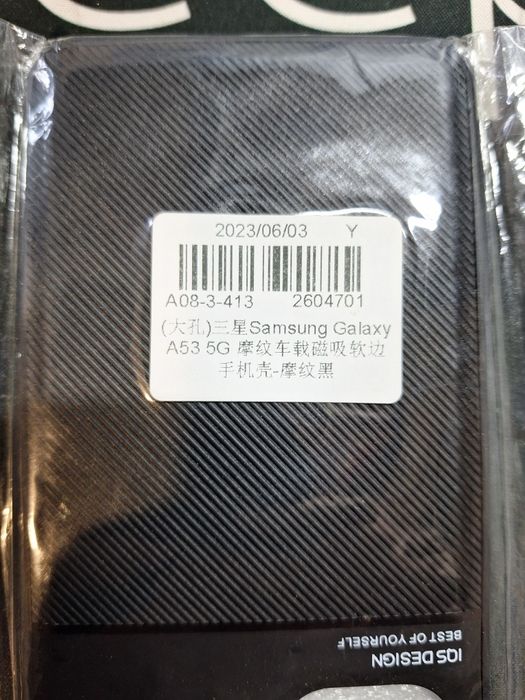 2023/06/03 Y
A08-3-413 2604701
(大孔)三星Samsung Galaxy
A53 5G 摩纹车载磁吸软边
手机壳-摩纹黑
IQS DESIGN
BEST OF YOURSELF